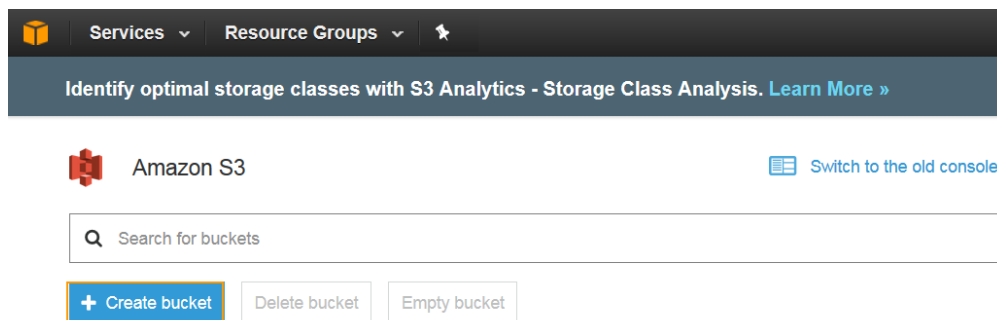 Services Resource Groups
Identify optimal storage classes with S3 Analytics - Storage Class Analysis. Learn More »
Amazon S3 Switch to the old console
Search for buckets
+ Create bucket Delete bucket Empty bucket